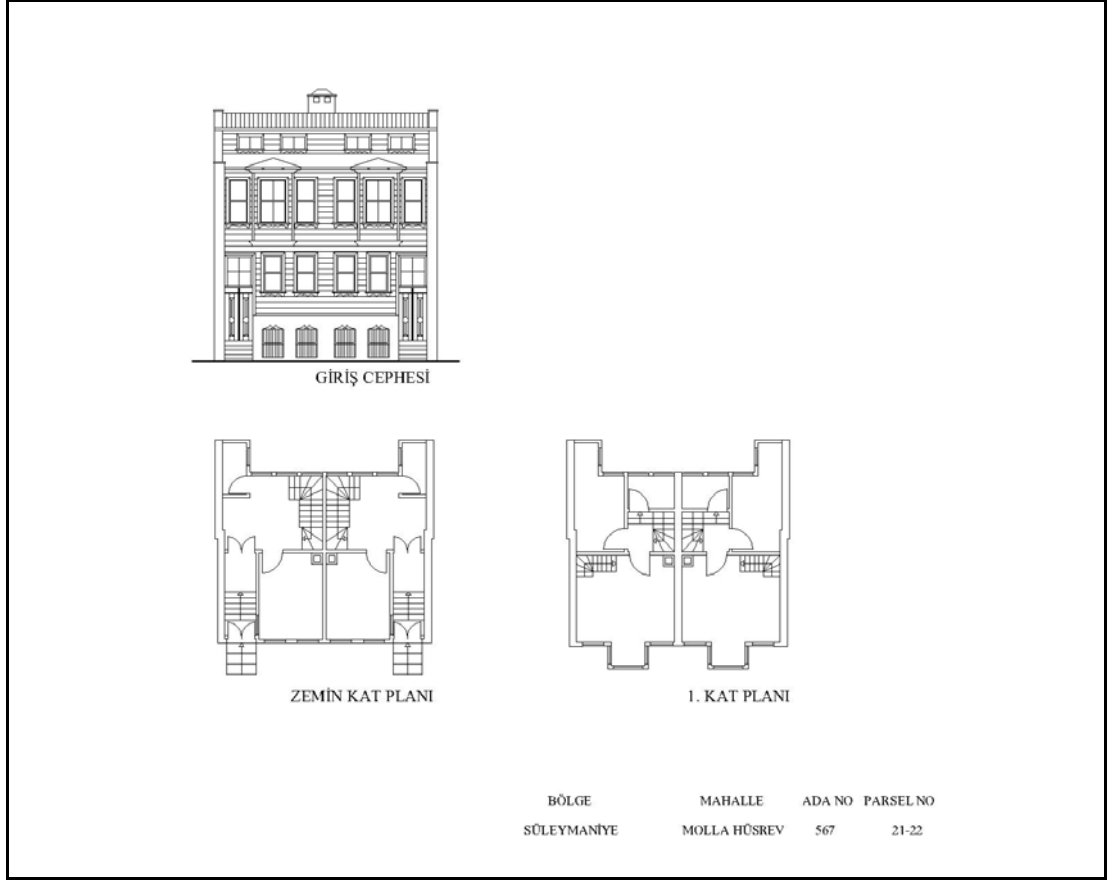 GİRİŞ CEPHESİ
ZEMİN KAT PLANI
1. KAT PLANI
BÖLGE MAHALLE ADA NO PARSEL NO
SÜLEYMANİYE MOLLA HÜSREV 567 21-22